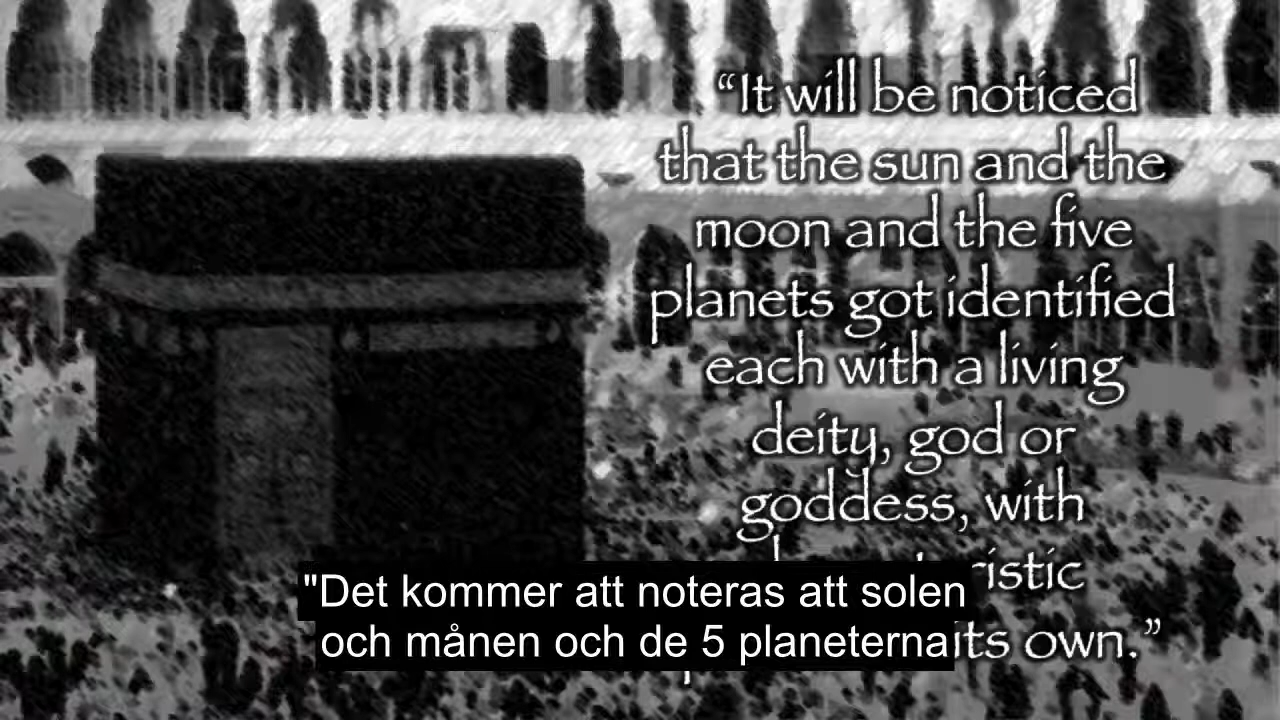 “It will be noticed
that the sun and the
moon and the five
planets got identified
each with a living
deity, god or
goddess, with
its own.”
"Det kommer att noteras att solen
och månen och de 5 planeterna